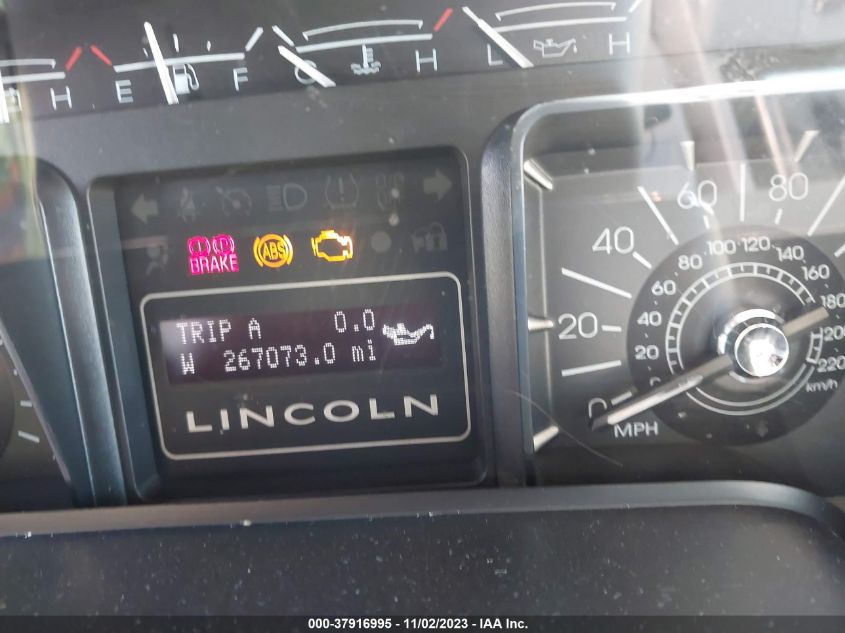 H E F C H L H
BRAKE ABS
TRIP A 0.0
W 267073.0 mi
LINCOLN
0 20 40 60 80
MPH
0 20 40 60 80 100 120 140 160 180 200 220
km/h
000-37916995 - 11/02/2023 - IAA Inc.